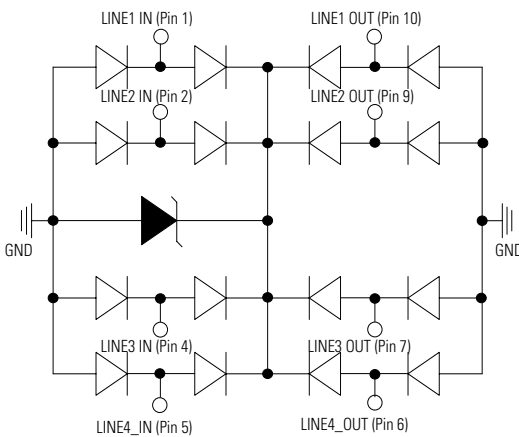 LINE1 IN (Pin 1)
LINE1 OUT (Pin 10)
LINE2 IN (Pin 2)
LINE2 OUT (Pin 9)
GND
GND
LINE3 IN (Pin 4)
LINE3 OUT (Pin 7)
LINE4_IN (Pin 5)
LINE4_OUT (Pin 6)